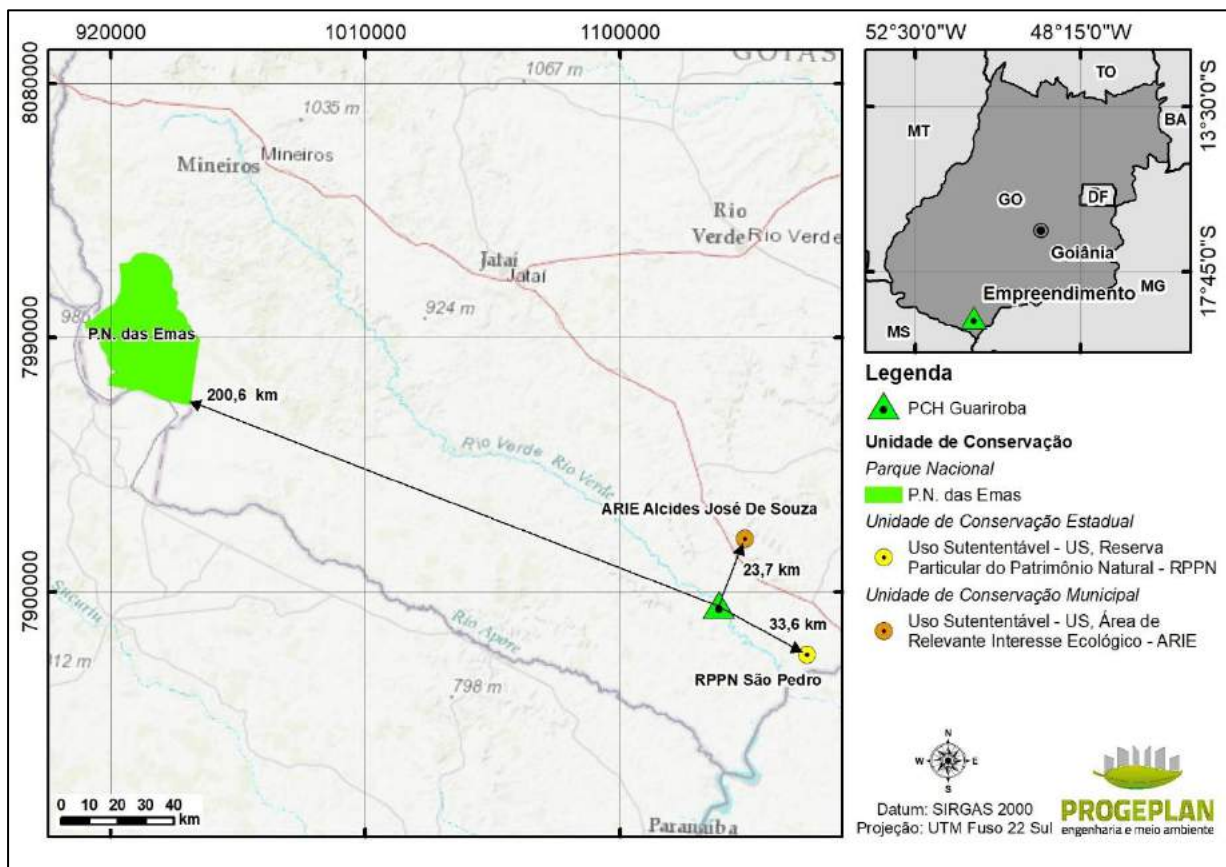 920000 1010000 1100000
8080000
7990000
7900000
GOIÁS
1067 m
1035 m
Mineiros Mineiros
Rio
Verde Rio Verde
Jataí
Jataí
924 m
P.N. das Emas
200,6 km
Rio Verde Rio Verde
ARIE Alcides José De Souza
23,7 km
33,6 km
RPPN São Pedro
Sucuriu
Rio Apore
798 m
Paranaíba
0 10 20 30 40
km
52°30'0"W 48°15'0"W
13°30'0"S
17°45'0"S
TO
BA
MT
GO
DF
Goiânia
MG
Empreendimento
MS
Legenda
PCH Guariroba
Unidade de Conservação
Parque Nacional
P.N. das Emas
Unidade de Conservação Estadual
Uso Sutententável - US, Reserva
Particular do Patrimônio Natural - RPPN
Unidade de Conservação Municipal
Uso Sutententável - US, Área de
Relevante Interesse Ecológico - ARIE
N
W E
S
Datum: SIRGAS 2000
Projeção: UTM Fuso 22 Sul
PROGEPLAN
engenharia e meio ambiente